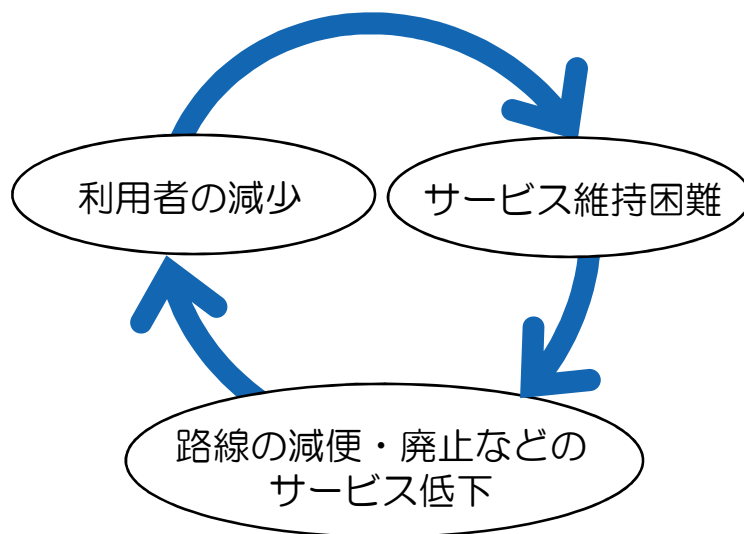 利用者の減少
サービス維持困難
路線の減便・廃止などの
サービス低下